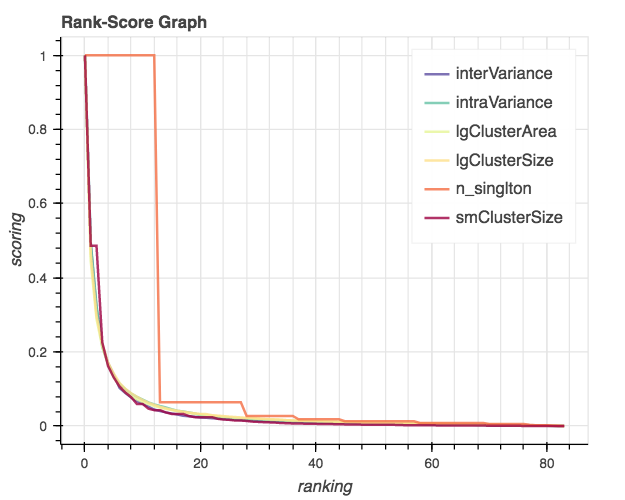 Rank-Score Graph
1
0.8
0.6
0.4
0.2
0
scoring
interVariance
intraVariance
lgClusterArea
lgClusterSize
n_singlton
smClusterSize
0 20 40 60 80
ranking